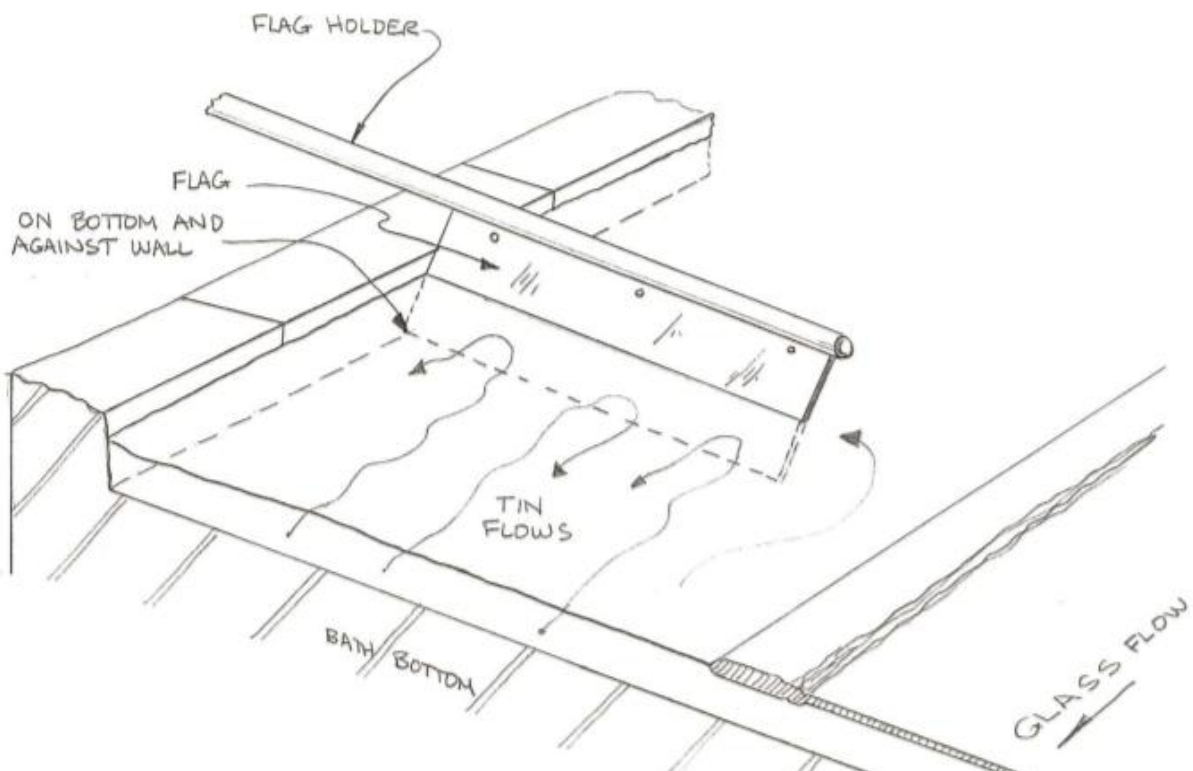 FLAG HOLDER
FLAG
ON BOTTOM AND
AGAINST WALL
TIN
FLOWS
BATH BOTTOM
GLASS FLOW